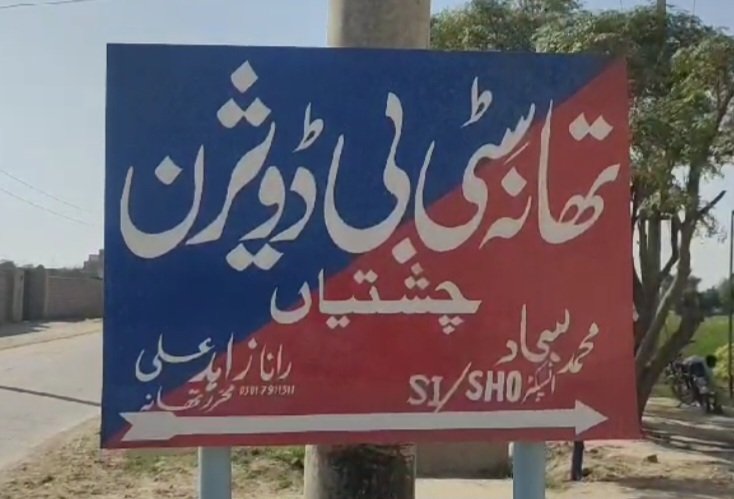 تھانہ سٹی بی ڈویژن
چشتیاں
محمد سجاد
انسپکٹر SI/SHO
رانا زاہد علی
محرر تھانہ